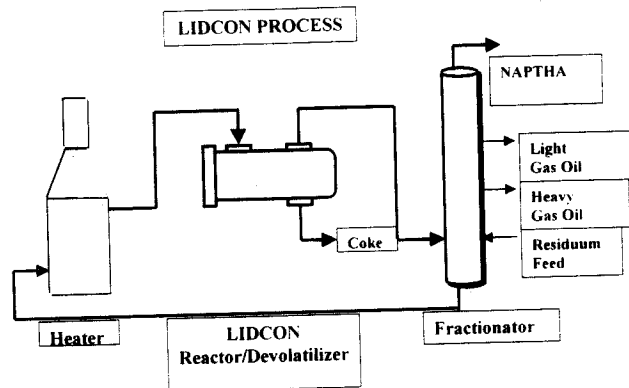 LIDCON PROCESS
NAPTHA
Light
Gas Oil
Heavy
Gas Oil
Residuum
Feed
Coke
Heater
LIDCON
Reactor/Devolatilizer
Fractionator